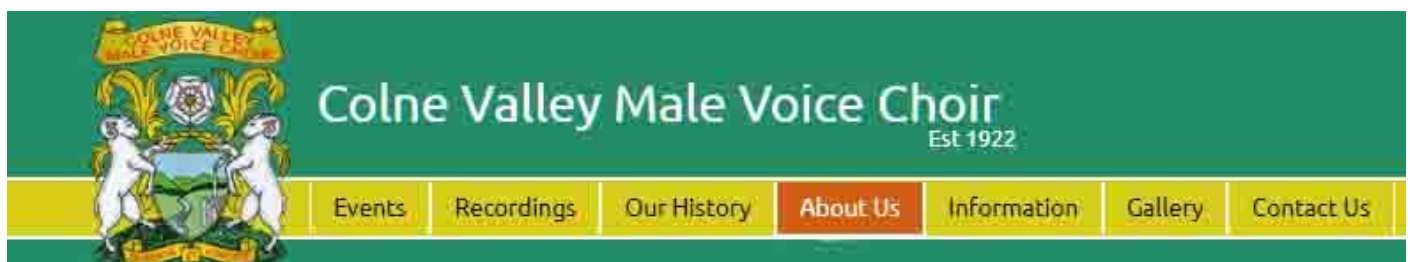 COLNE VALLEY
MALE VOICE CHOIR
Colne Valley Male Voice Choir
Est 1922
Events Recordings Our History About Us Information Gallery Contact Us